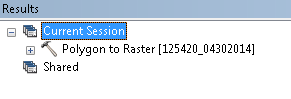 Results
Current Session
Polygon to Raster [125420_04302014]
Shared